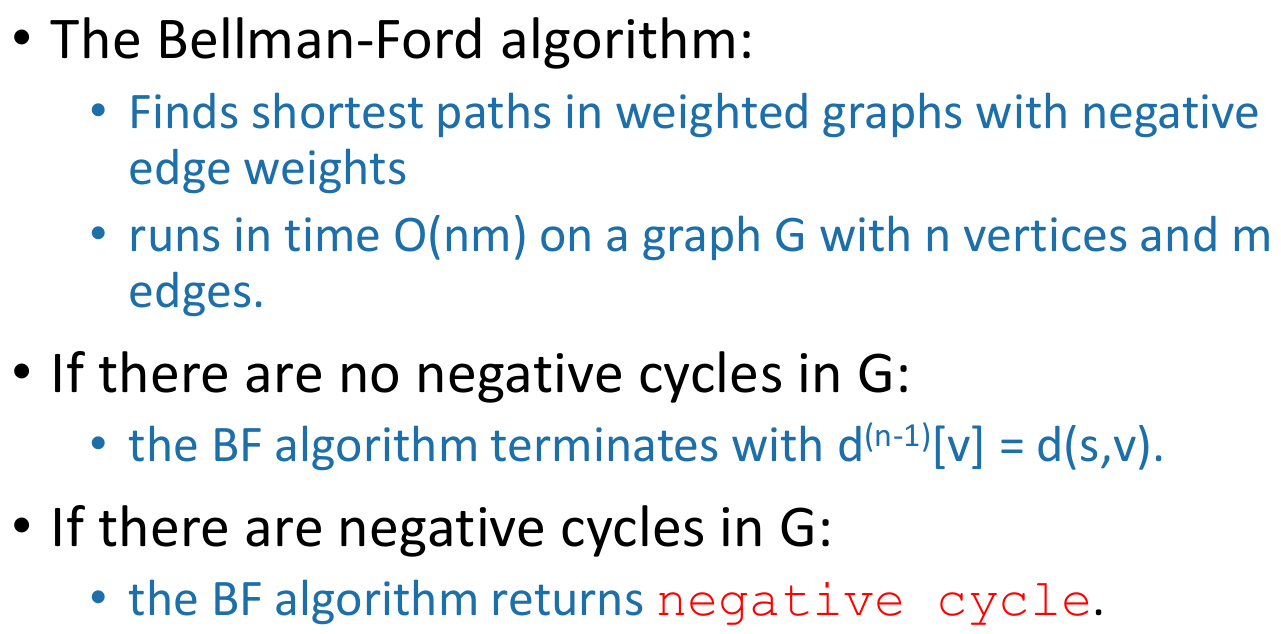 • The Bellman-Ford algorithm:
• Finds shortest paths in weighted graphs with negative
edge weights
• runs in time O(nm) on a graph G with n vertices and m
edges.
• If there are no negative cycles in G:
• the BF algorithm terminates with d⁽ⁿ⁻¹⁾[v] = d(s,v).
• If there are negative cycles in G:
• the BF algorithm returns negative cycle.